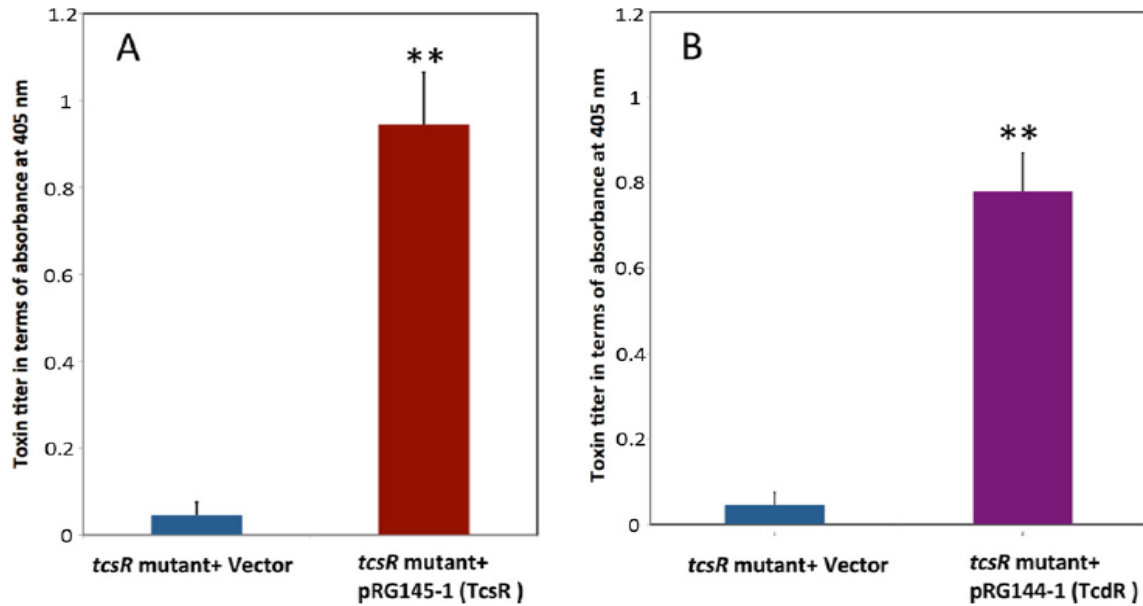 A
Toxin titer in terms of absorbance at 405 nm
1.2
1
0.8
0.6
0.4
0.2
0
**
tcsR mutant+ Vector
tcsR mutant+
pRG145-1 (TcsR )
B
Toxin titer in terms of absorbance at 405 nm
1.2
1
0.8
0.6
0.4
0.2
0
**
tcsR mutant+ Vector
tcsR mutant+
pRG144-1 (TcdR )